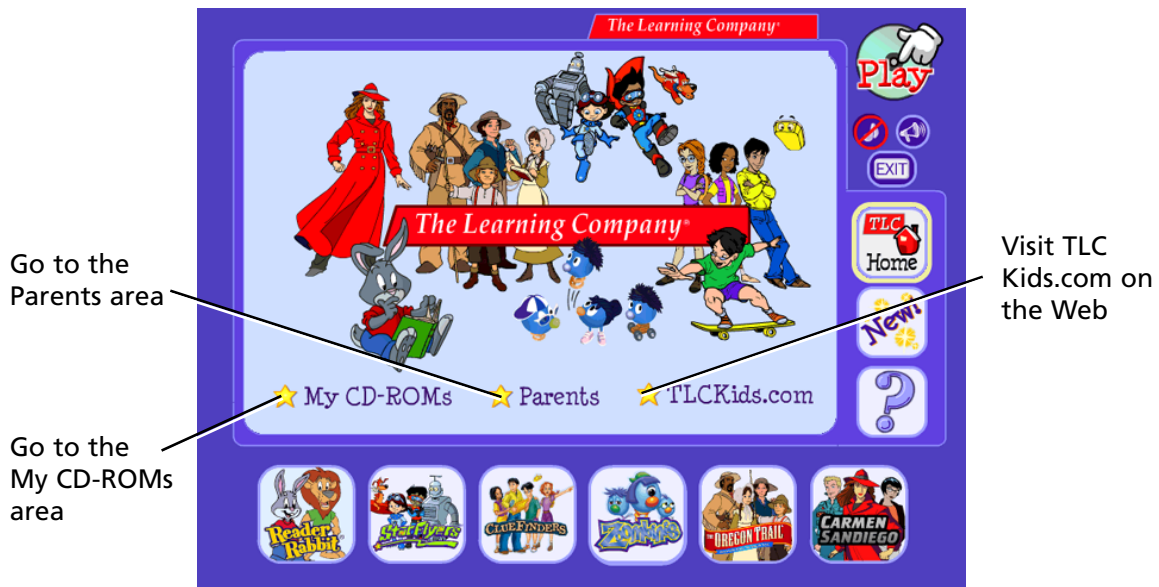 The Learning Company®
Play
EXIT
The Learning Company®
TLC
Home
New!
?
Go to the
Parents area
Visit TLC
Kids.com on
the Web
My CD-ROMs
Parents
TLCKids.com
Go to the
My CD-ROMs
area
Reader
Rabbit
StarFlyers
ClueFinders
Zoombinis
THE OREGON TRAIL
CARMEN
SANDIEGO